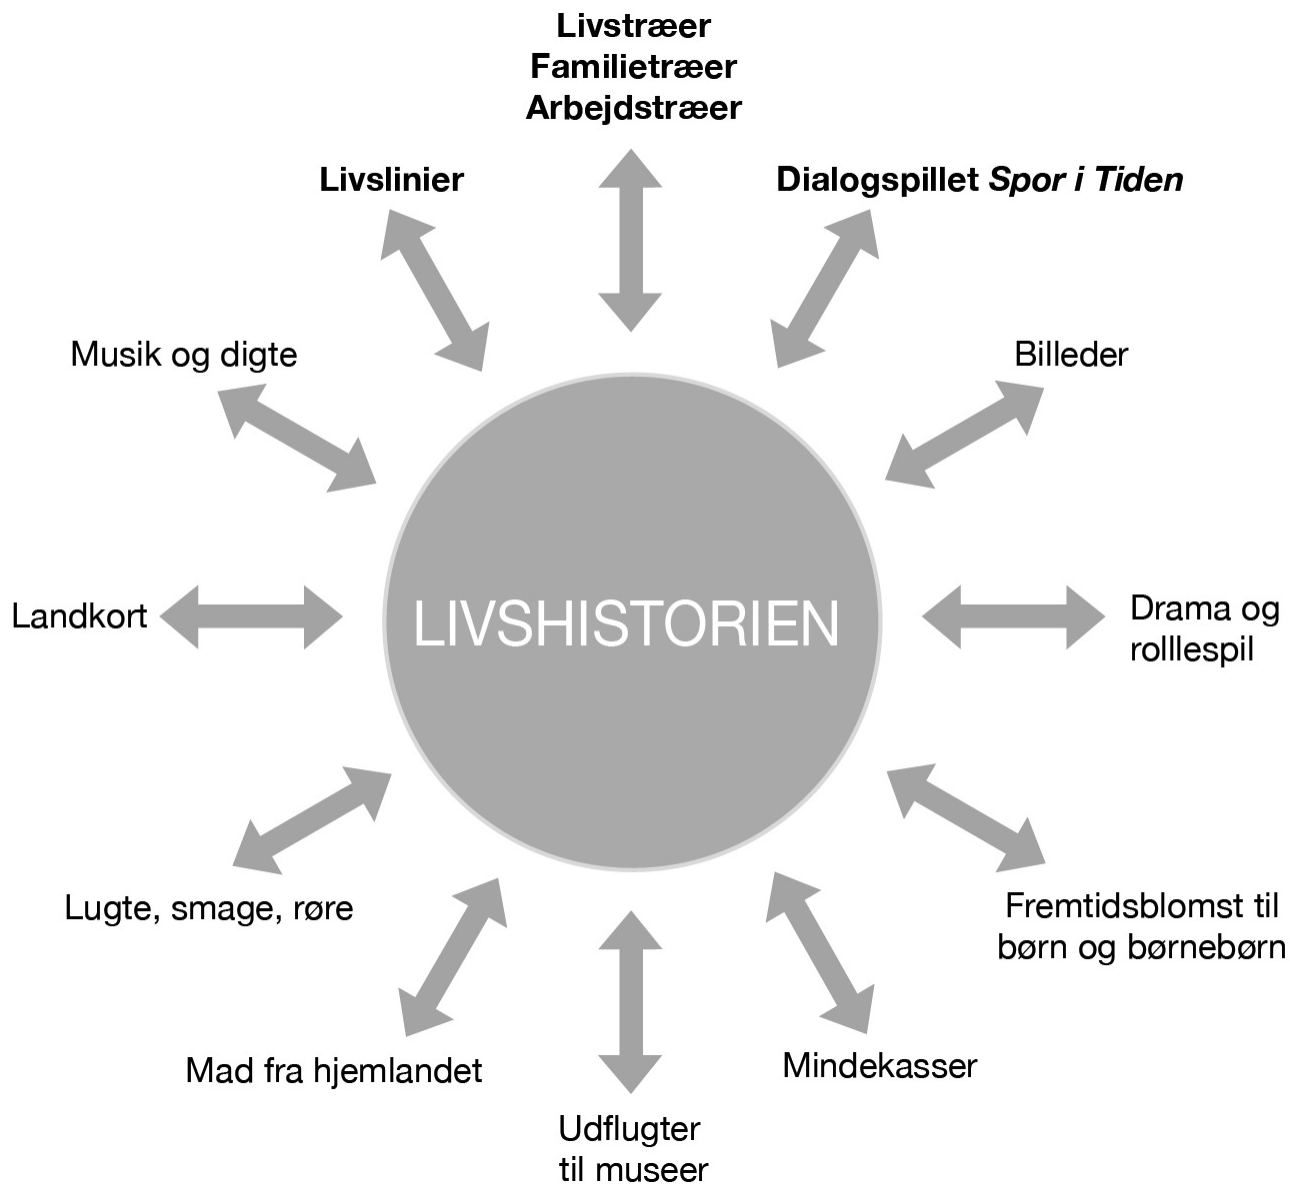 Livstræer
Familietræer
Arbejdstræer
Livslinier
Dialogspillet Spor i Tiden
Musik og digte
Billeder
Landkort
LIVSHISTORIEN
Drama og
rolllespil
Lugte, smage, røre
Fremtidsblomst til
børn og børnebørn
Mad fra hjemlandet
Mindekasser
Udflugter
til museer